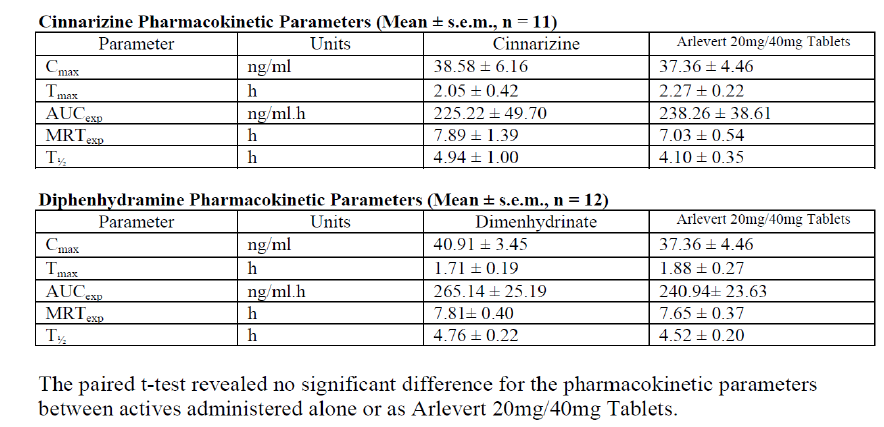 Cinnarizine Pharmacokinetic Parameters (Mean ± s.e.m., n = 11)
Parameter Units Cinnarizine Arlevert 20mg/40mg Tablets
Cmax ng/ml 38.58 ± 6.16 37.36 ± 4.46
Tmax h 2.05 ± 0.42 2.27 ± 0.22
AUCexp ng/ml.h 225.22 ± 49.70 238.26 ± 38.61
MRTexp h 7.89 ± 1.39 7.03 ± 0.54
T½ h 4.94 ± 1.00 4.10 ± 0.35
Diphenhydramine Pharmacokinetic Parameters (Mean ± s.e.m., n = 12)
Parameter Units Dimenhydrinate Arlevert 20mg/40mg Tablets
Cmax ng/ml 40.91 ± 3.45 37.36 ± 4.46
Tmax h 1.71 ± 0.19 1.88 ± 0.27
AUCexp ng/ml.h 265.14 ± 25.19 240.94± 23.63
MRTexp h 7.81± 0.40 7.65 ± 0.37
T½ h 4.76 ± 0.22 4.52 ± 0.20
The paired t-test revealed no significant difference for the pharmacokinetic parameters
between actives administered alone or as Arlevert 20mg/40mg Tablets.